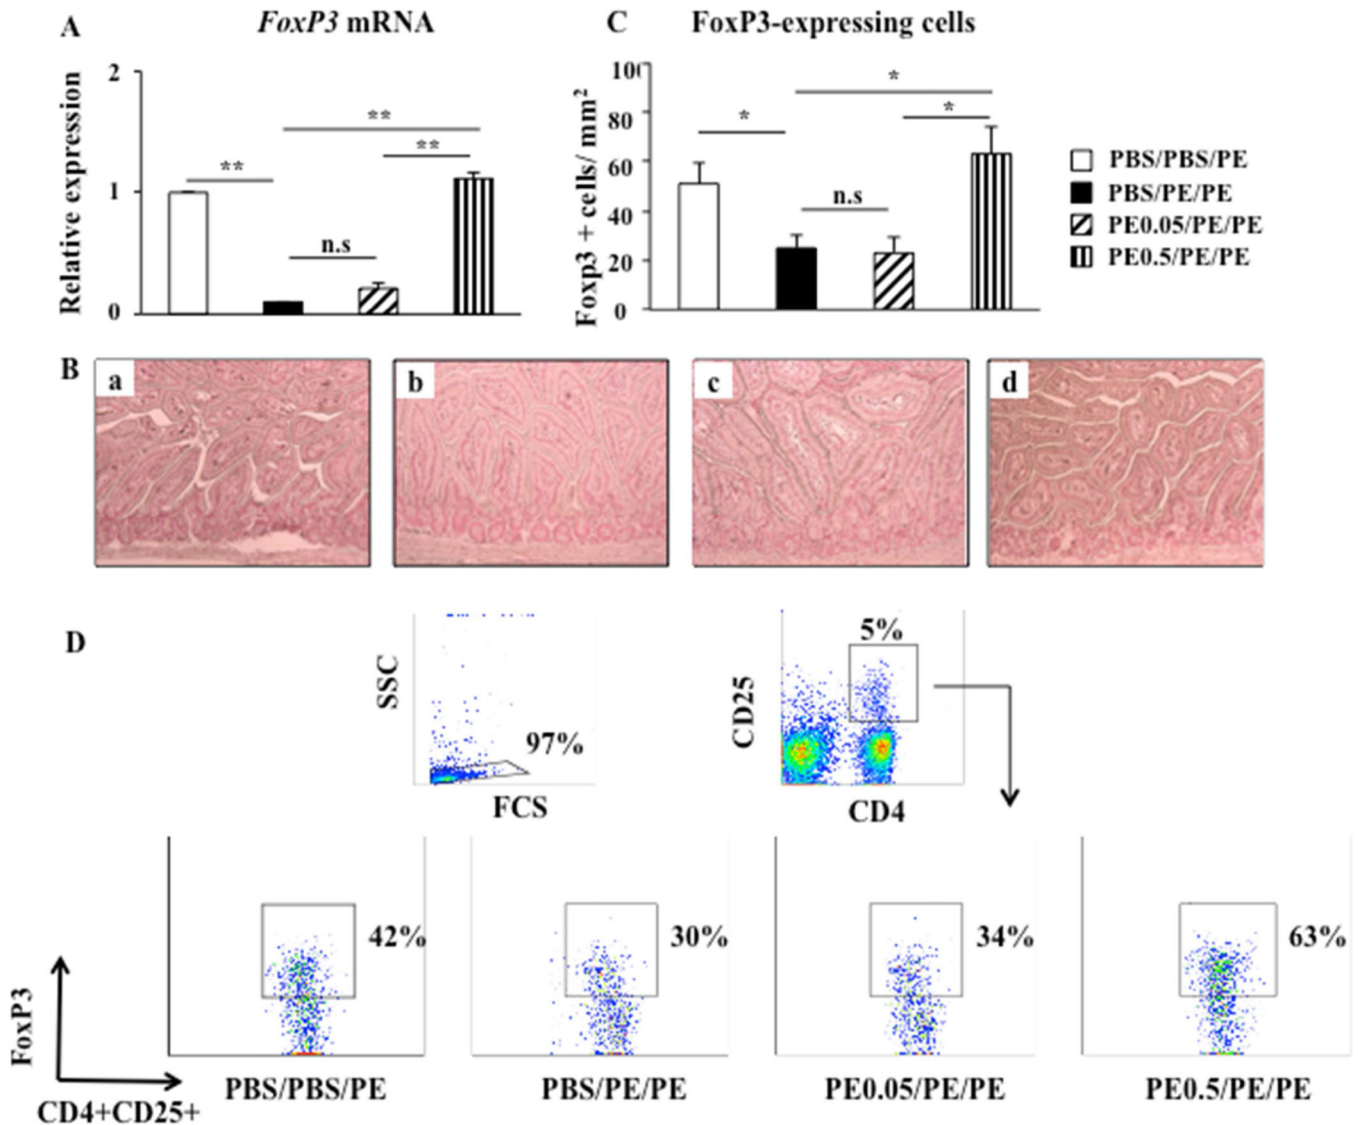 A
FoxP3 mRNA
Relative expression
2
1
0
**
**
**
n.s
C
FoxP3-expressing cells
Foxp3 + cells/ mm²
100
80
60
40
20
0
*
*
*
n.s
PBS/PBS/PE
PBS/PE/PE
PE0.05/PE/PE
PE0.5/PE/PE
B
a
b
c
d
D
SSC
97%
FCS
CD25
5%
CD4
42%
30%
34%
63%
FoxP3
CD4+CD25+
PBS/PBS/PE
PBS/PE/PE
PE0.05/PE/PE
PE0.5/PE/PE